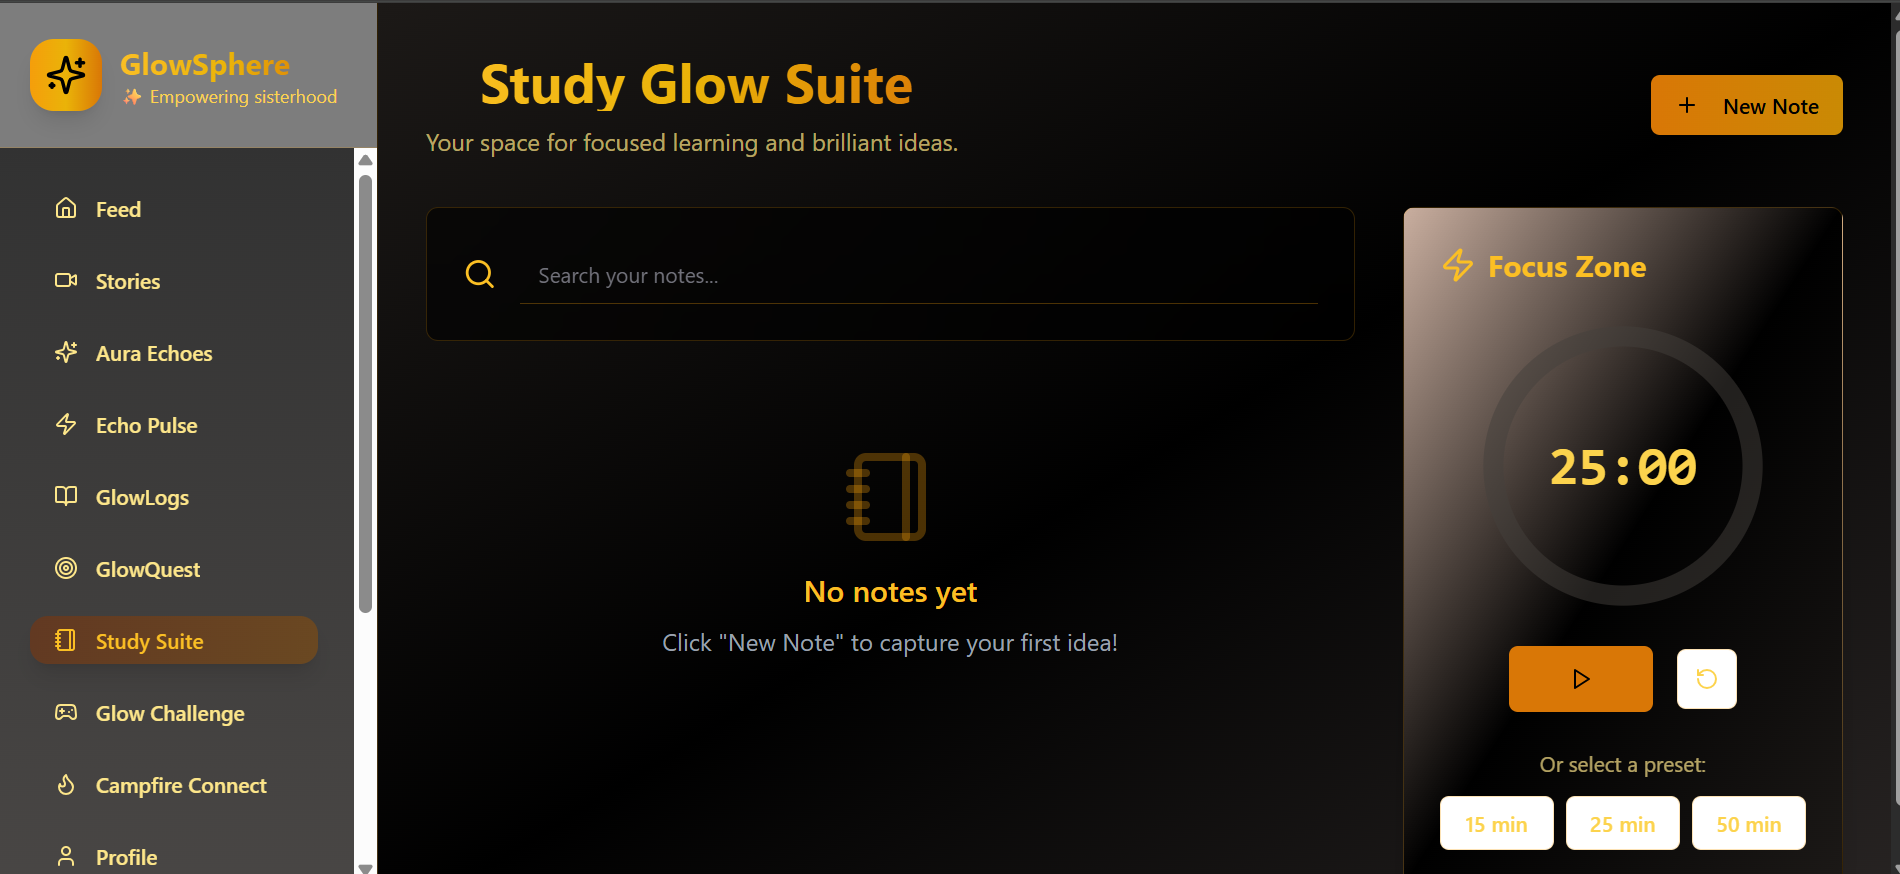 GlowSphere
✨ Empowering sisterhood
Feed
Stories
Aura Echoes
Echo Pulse
GlowLogs
GlowQuest
Study Suite
Glow Challenge
Campfire Connect
Profile
Study Glow Suite
Your space for focused learning and brilliant ideas.
New Note
Search your notes...
No notes yet
Click "New Note" to capture your first idea!
Focus Zone
25:00
Or select a preset:
15 min
25 min
50 min